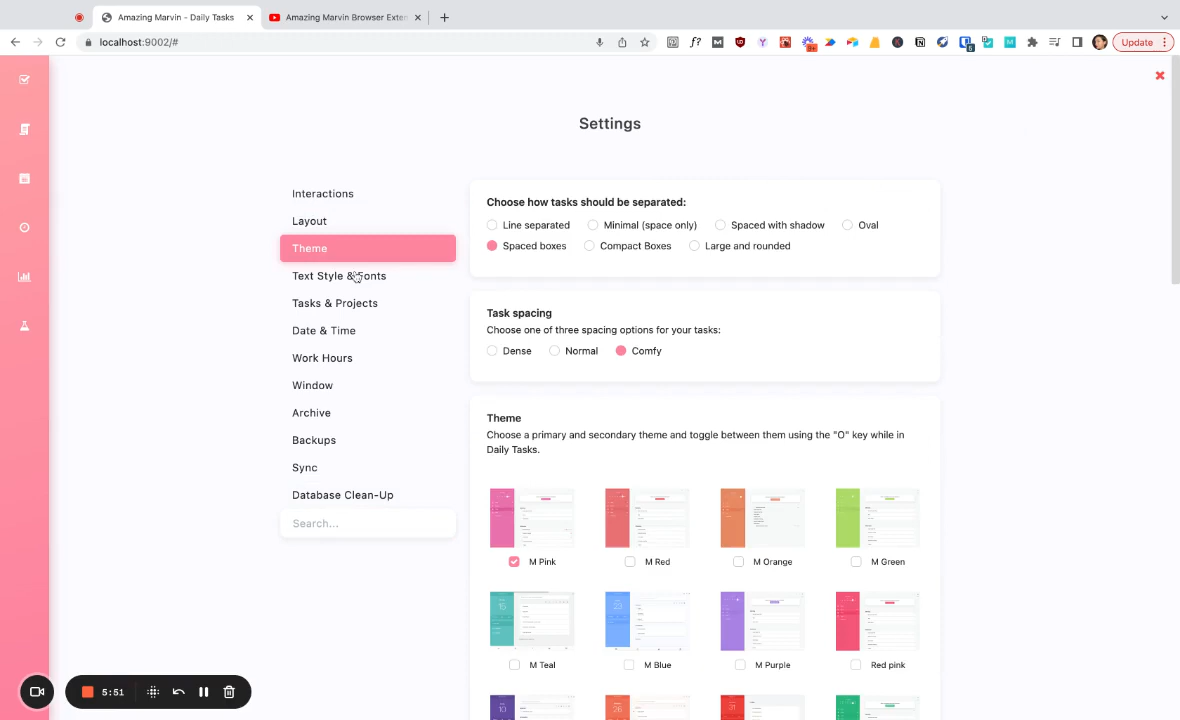 Amazing Marvin - Daily Tasks
Amazing Marvin Browser Exten
localhost:9002/#
Update
Settings
Interactions
Layout
Theme
Text Style & Fonts
Tasks & Projects
Date & Time
Work Hours
Window
Archive
Backups
Sync
Database Clean-Up
Search...
Choose how tasks should be separated:
Line separated Minimal (space only) Spaced with shadow Oval
Spaced boxes Compact Boxes Large and rounded
Task spacing
Choose one of three spacing options for your tasks:
Dense Normal Comfy
Theme
Choose a primary and secondary theme and toggle between them using the "O" key while in
Daily Tasks.
M Pink M Red M Orange M Green
M Teal M Blue M Purple Red pink
5:51